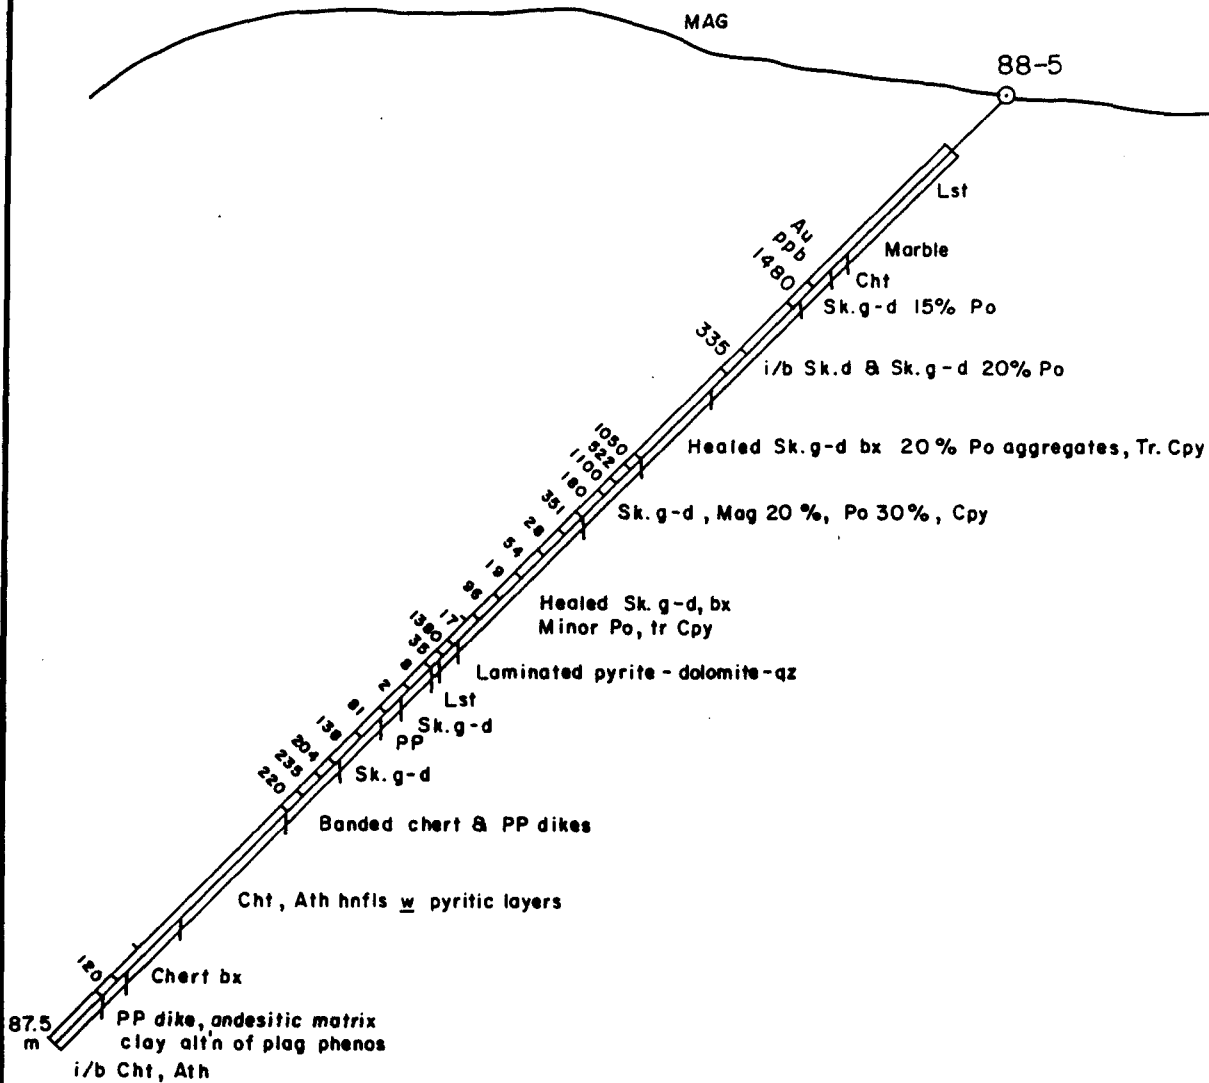 MAG
88-5
Lst
Au
ppb
1480
Marble
Cht
Sk.g-d 15% Po
335
i/b Sk.d & Sk.g-d 20% Po
1050
522
1100
180
351
28
54
19
96
17
1380
35
8
2
81
138
204
235
220
Healed Sk.g-d bx 20% Po aggregates, Tr. Cpy
Sk.g-d, Mag 20%, Po 30%, Cpy
Healed Sk.g-d, bx
Minor Po, tr Cpy
Laminated pyrite-dolomite-qz
Lst
Sk.g-d
PP
Sk.g-d
Banded chert & PP dikes
Cht, Ath hnfls w pyritic layers
120
Chert bx
87.5
m
PP dike, andesitic matrix
clay alt'n of plag phenos
i/b Cht, Ath